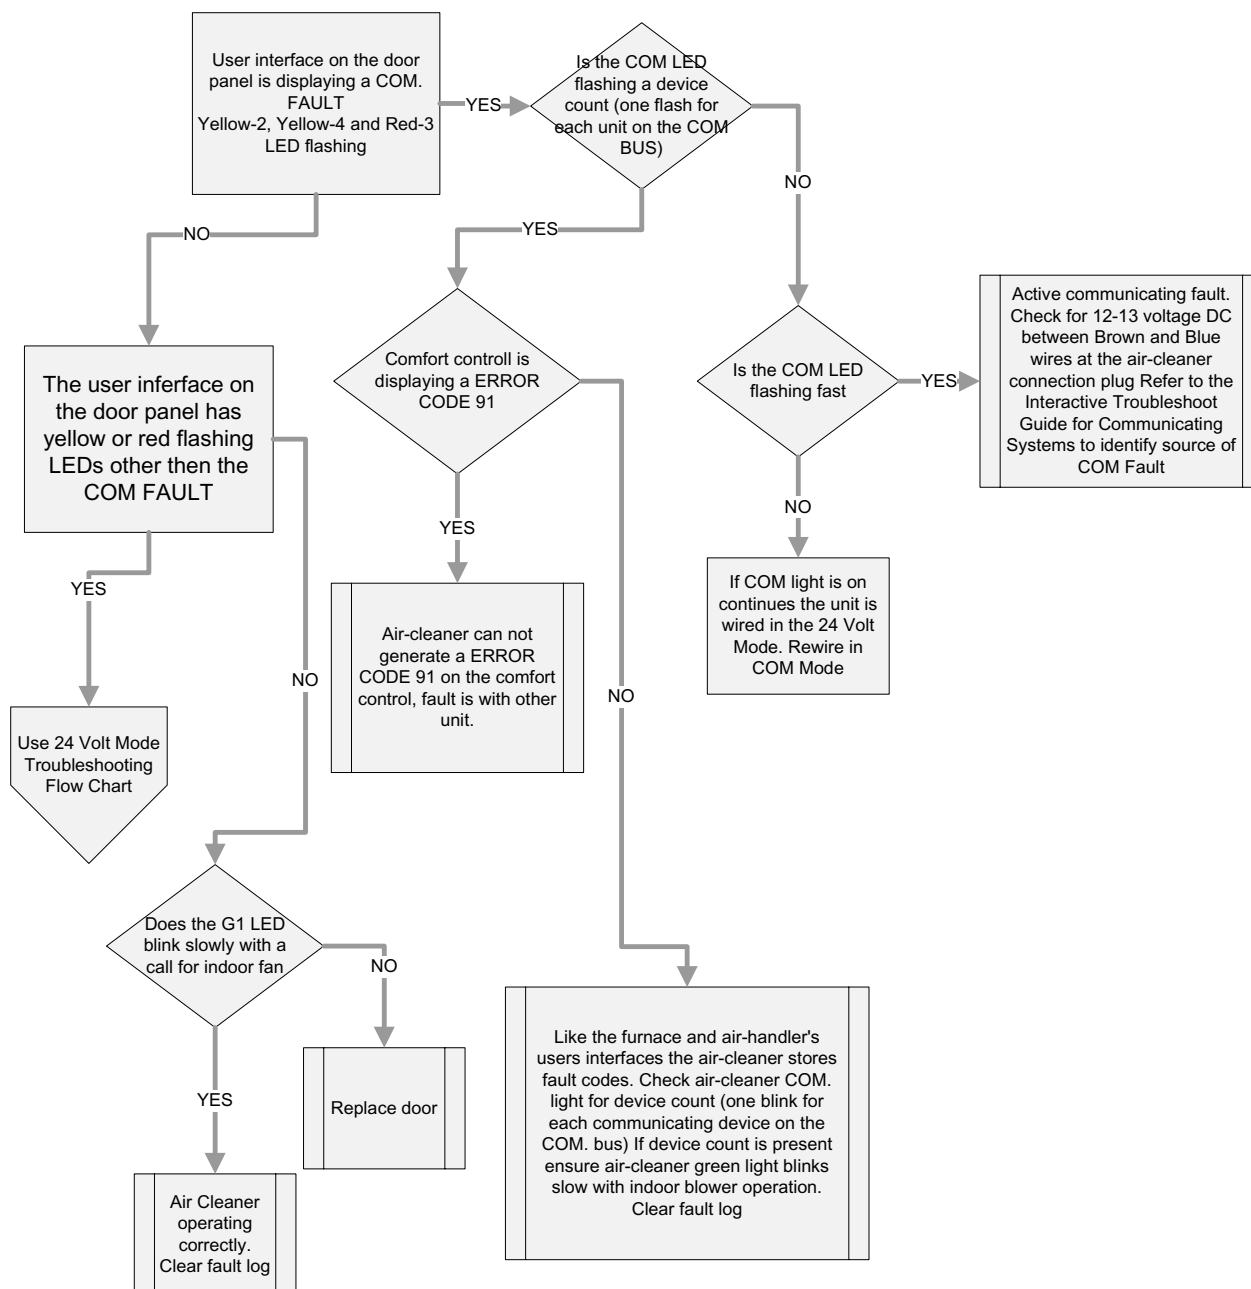 User interface on the door
panel is displaying a COM.
FAULT
Yellow-2, Yellow-4 and Red-3
LED flashing
YES
Is the COM LED
flashing a device
count (one flash for
each unit on the COM
BUS)
NO
YES
NO
Active communicating fault.
Check for 12-13 voltage DC
between Brown and Blue
wires at the air-cleaner
connection plug Refer to the
Interactive Troubleshoot
Guide for Communicating
Systems to identify source of
COM Fault
The user inferface on
the door panel has
yellow or red flashing
LEDs other then the
COM FAULT
Comfort controll is
displaying a ERROR
CODE 91
Is the COM LED
flashing fast
YES
YES
NO
YES
NO
NO
If COM light is on
continues the unit is
wired in the 24 Volt
Mode. Rewire in
COM Mode
Air-cleaner can not
generate a ERROR
CODE 91 on the comfort
control, fault is with other
unit.
Use 24 Volt Mode
Troubleshooting
Flow Chart
Does the G1 LED
blink slowly with a
call for indoor fan
NO
YES
Replace door
Like the furnace and air-handler's
users interfaces the air-cleaner stores
fault codes. Check air-cleaner COM.
light for device count (one blink for
each communicating device on the
COM. bus) If device count is present
ensure air-cleaner green light blinks
slow with indoor blower operation.
Clear fault log
Air Cleaner
operating
correctly.
Clear fault log